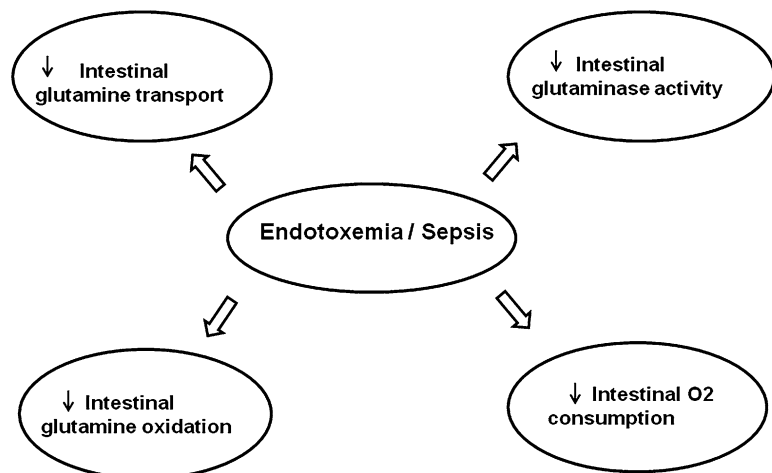 ↓ Intestinal
glutamine transport
↓ Intestinal
glutaminase activity
Endotoxemia / Sepsis
↓ Intestinal
glutamine oxidation
↓ Intestinal O2
consumption